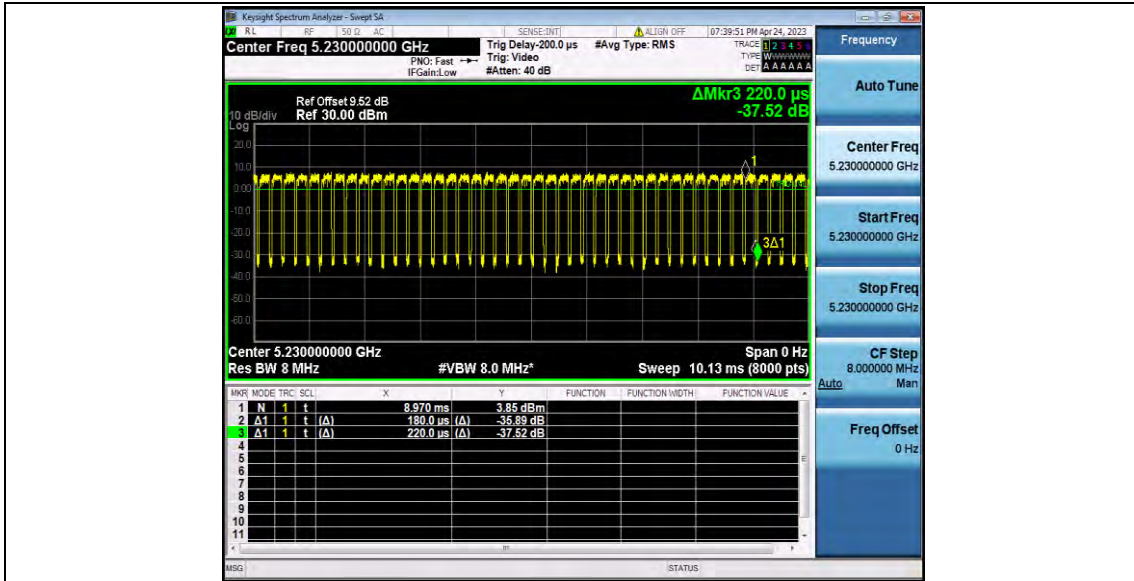 Keysight Spectrum Analyzer - Swept SA
RL RF 50 Ω AC SENSE:INT ALIGN OFF 07:39:51 PM Apr 24, 2023
Center Freq 5.230000000 GHz
PNO: Fast
IFGain:Low
Trig Delay-200.0 µs
Trig: Video
#Atten: 40 dB
#Avg Type: RMS
TRACE 1 2 3 4 5 6
TYPE W
DET A A A A A A
Ref Offset 9.52 dB
Ref 30.00 dBm
10 dB/div
Log
ΔMkr3 220.0 µs
-37.52 dB
20.0
10.0
0.00
-10.0
-20.0
-30.0
-40.0
-50.0
-60.0
1
3Δ1
Center 5.230000000 GHz
Span 0 Hz
Res BW 8 MHz
#VBW 8.0 MHz*
Sweep 10.13 ms (8000 pts)
MKR MODE TRC SCL X Y FUNCTION FUNCTION WIDTH FUNCTION VALUE
1 N 1 t 8.970 ms 3.85 dBm
2 Δ1 1 t (Δ) 180.0 µs (Δ) -35.89 dB
3 Δ1 1 t (Δ) 220.0 µs (Δ) -37.52 dB
4
5
6
7
8
9
10
11
MSG
STATUS
Frequency
Auto Tune
Center Freq
5.230000000 GHz
Start Freq
5.230000000 GHz
Stop Freq
5.230000000 GHz
CF Step
8.000000 MHz
Auto Man
Freq Offset
0 Hz